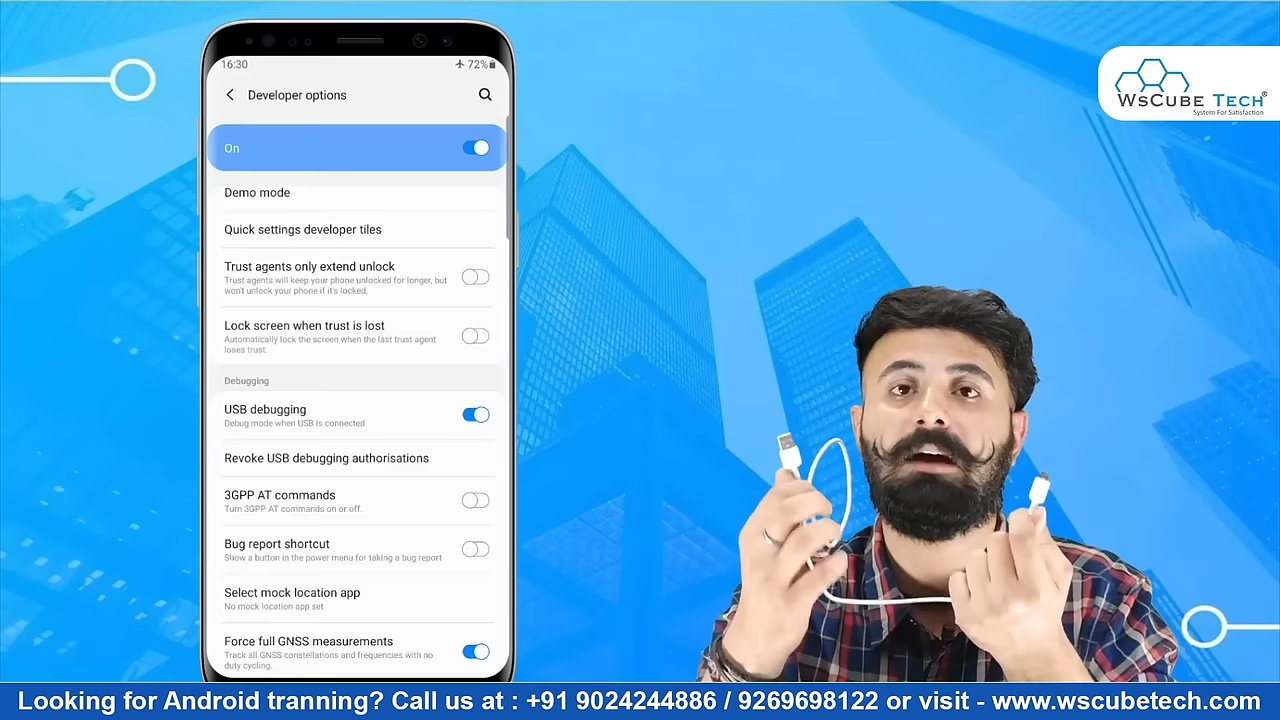 16:30
72%
Developer options
On
Demo mode
Quick settings developer tiles
Trust agents only extend unlock
Trust agents will keep your phone unlocked for longer, but
won't unlock your phone if it's locked.
Lock screen when trust is lost
Automatically lock the screen when the last trust agent
loses trust.
Debugging
USB debugging
Debug mode when USB is connected
Revoke USB debugging authorisations
3GPP AT commands
Turn 3GPP AT commands on or off.
Bug report shortcut
Show a button in the power menu for taking a bug report
Select mock location app
No mock location app set
Force full GNSS measurements
Track all GNSS constellations and frequencies with no
duty cycling.
WsCube Tech®
System For Satisfaction
Looking for Android tranning? Call us at : +91 9024244886 / 9269698122 or visit - www.wscubetech.com